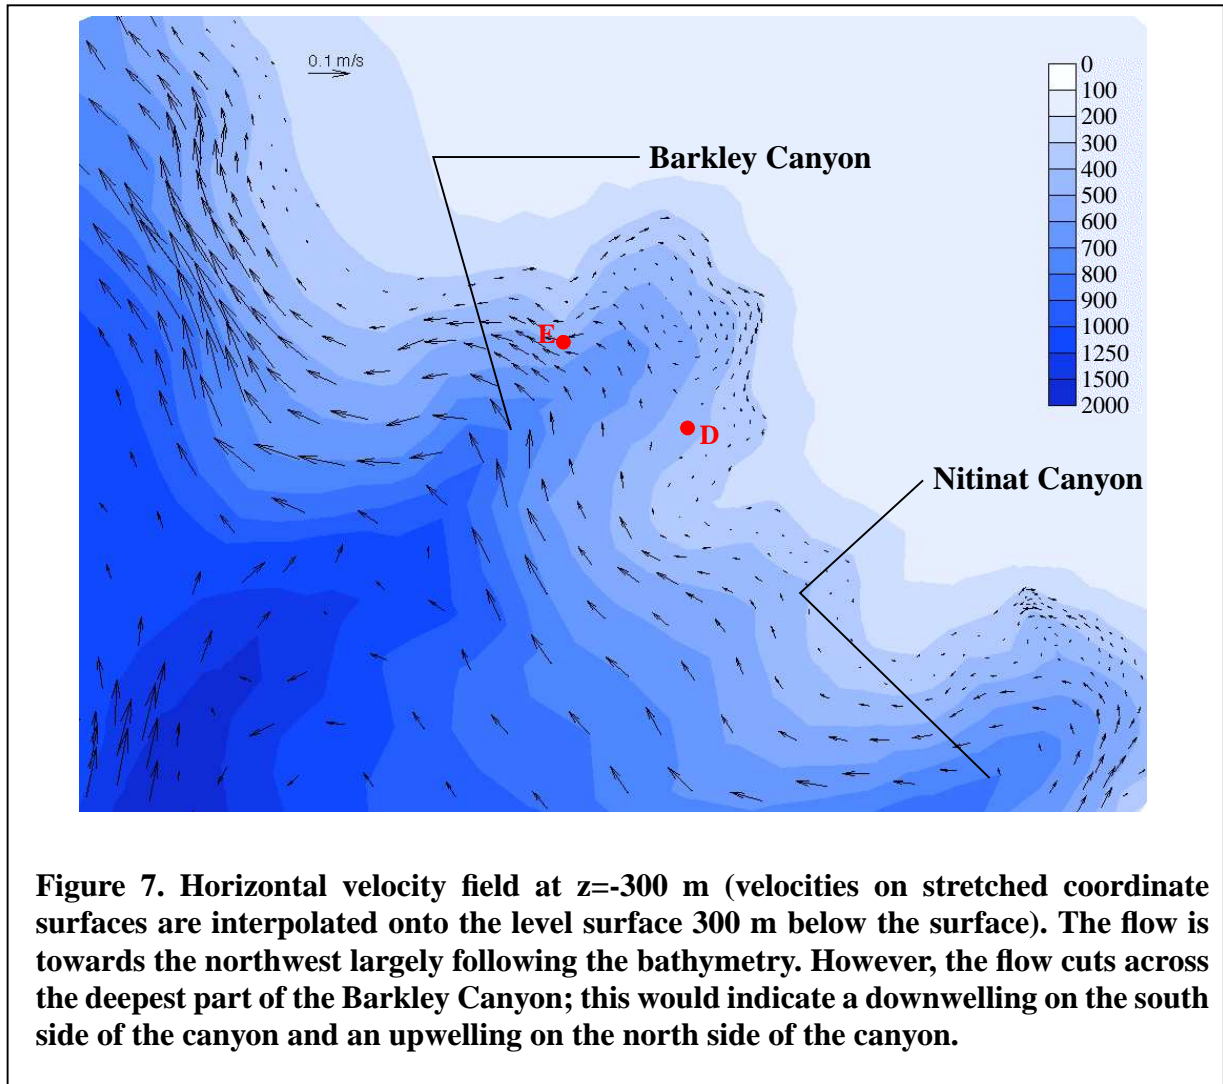 0.1 m/s
0
100
200
300
400
500
600
700
800
900
1000
1250
1500
2000
Barkley Canyon
E
D
Nitinat Canyon
Figure 7. Horizontal velocity field at z=-300 m (velocities on stretched coordinate
surfaces are interpolated onto the level surface 300 m below the surface). The flow is
towards the northwest largely following the bathymetry. However, the flow cuts across
the deepest part of the Barkley Canyon; this would indicate a downwelling on the south
side of the canyon and an upwelling on the north side of the canyon.